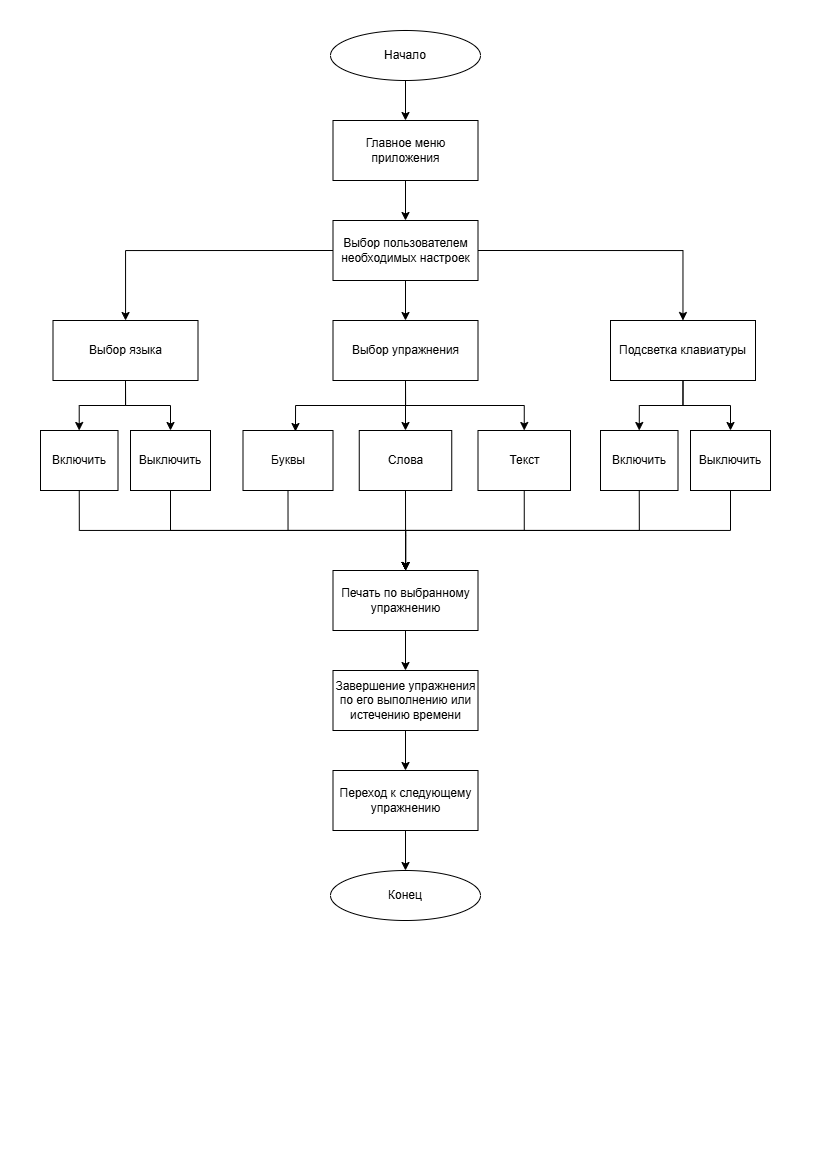 Начало
Главное меню
приложения
Выбор пользователем
необходимых настроек
Выбор языка
Выбор упражнения
Подсветка клавиатуры
Включить
Выключить
Буквы
Слова
Текст
Включить
Выключить
Печать по выбранному
упражнению
Завершение упражнения
по его выполнению или
истечению времени
Переход к следующему
упражнению
Конец